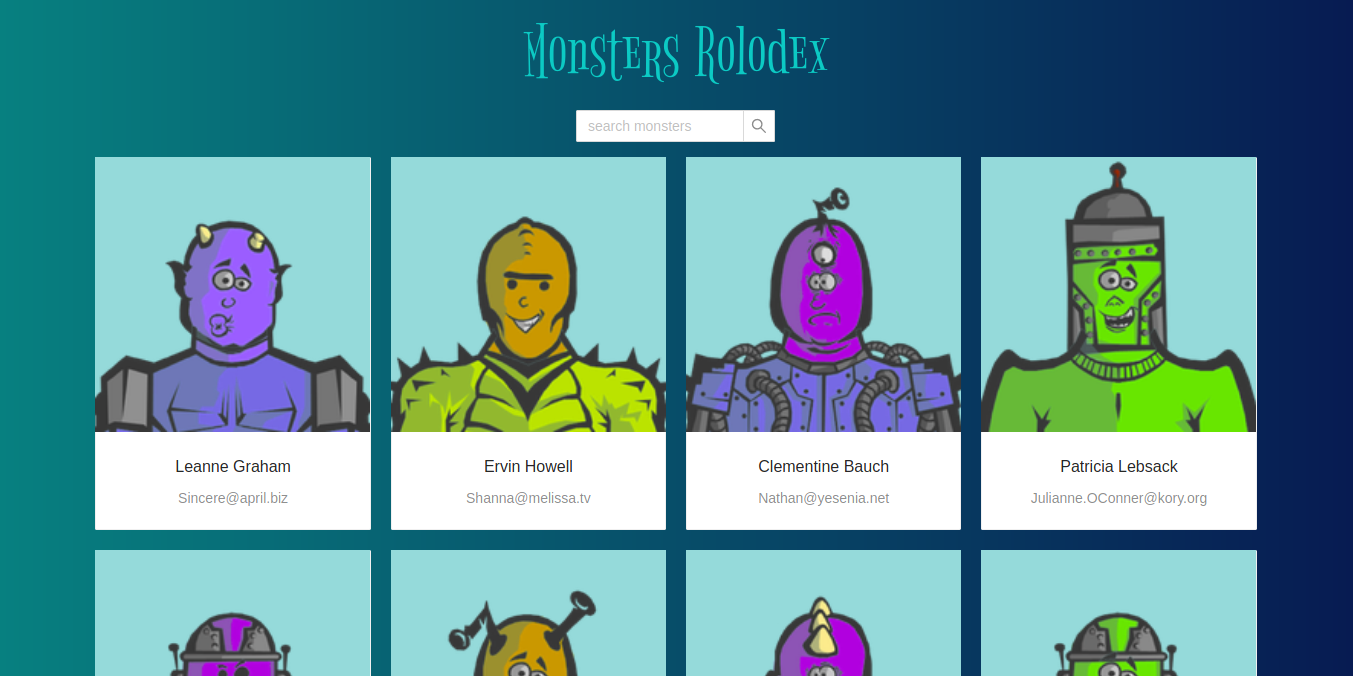 Monsters Rolodex
search monsters
Leanne Graham
Sincere@april.biz
Ervin Howell
Shanna@melissa.tv
Clementine Bauch
Nathan@yesenia.net
Patricia Lebsack
Julianne.OConner@kory.org